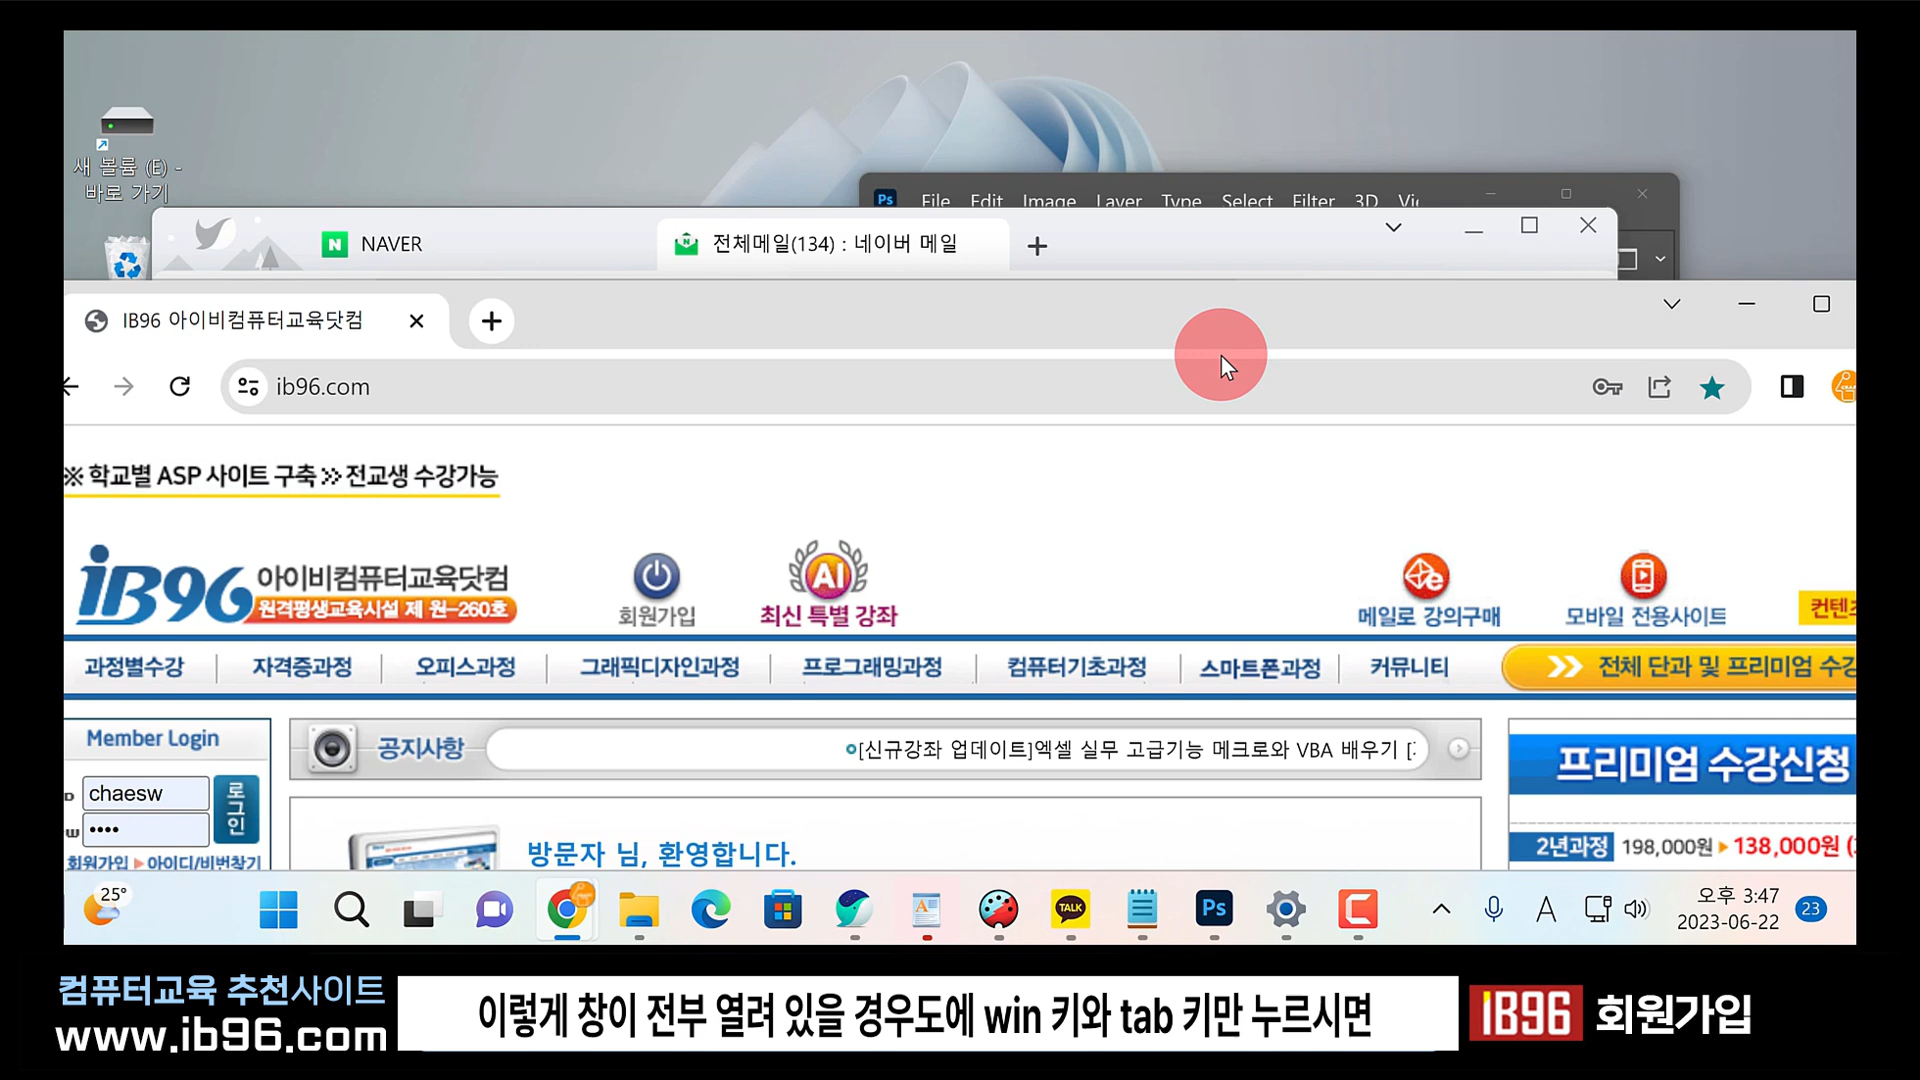 새 볼륨 (E) -
바로 가기
Ps File Edit Image Layer Type Select Filter 3D
NAVER
전체메일(134) : 네이버 메일
IB96 아이비컴퓨터교육닷컴
ib96.com
※ 학교별 ASP 사이트 구축 >> 전교생 수강가능
iB96 아이비컴퓨터교육닷컴
원격평생교육시설 제 원-260호
회원가입
AI
최신 특별 강좌
메일로 강의구매
모바일 전용사이트
과정별수강
자격증과정
오피스과정
그래픽디자인과정
프로그래밍과정
컴퓨터기초과정
스마트폰과정
커뮤니티
전체 단과 및 프리미엄
Member Login
chaesw
로그인
회원가입 ▶ 아이디/비번찾기
공지사항
[신규강좌 업데이트]엑셀 실무 고급기능 메크로와 VBA 배우기 [
방문자 님, 환영합니다.
프리미엄 수강신청
2년과정 198,000원 ▶ 138,000원 (
25°
TALK
Ps
A
오후 3:47
2023-06-22
23
컴퓨터교육 추천사이트
www.ib96.com
이렇게 창이 전부 열려 있을 경우도에 win 키와 tab 키만 누르시면
IB96 회원가입